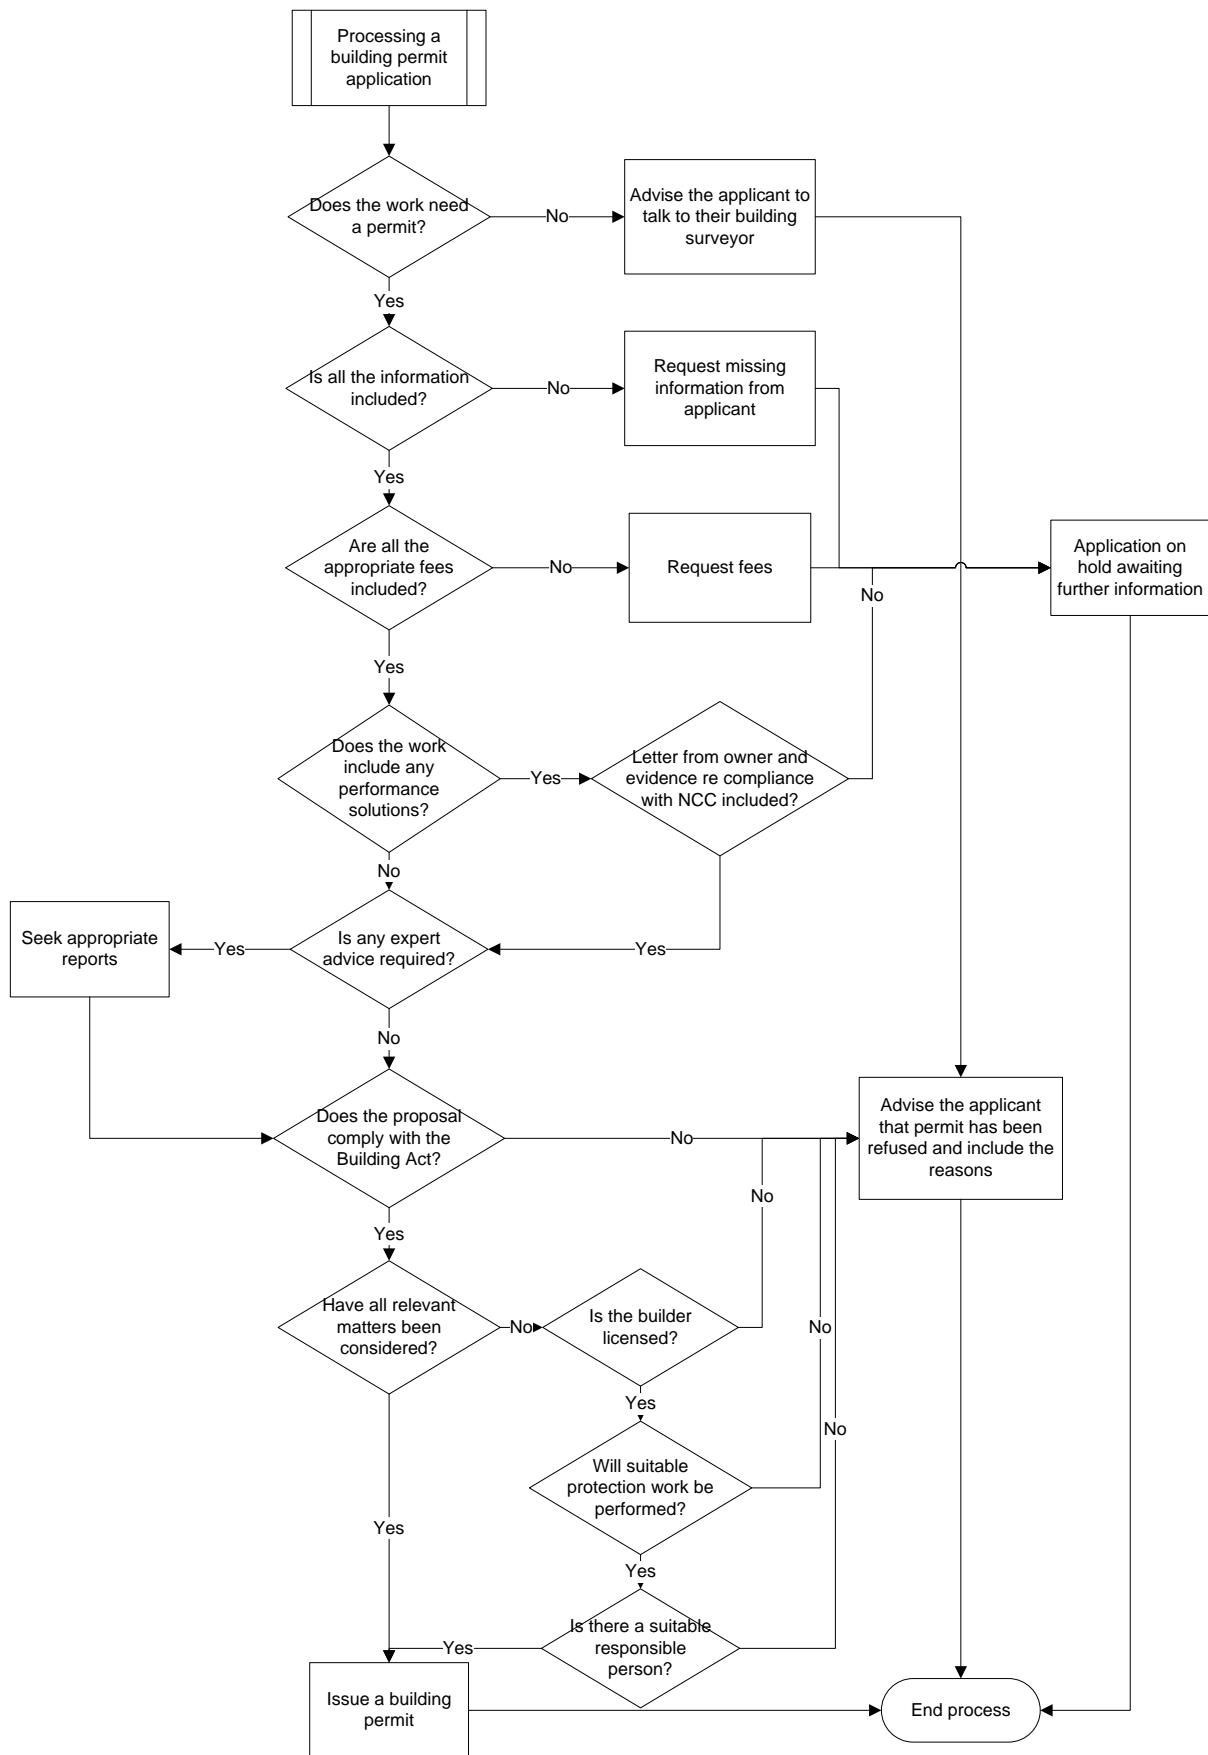 Processing a
building permit
application
Does the work need
a permit?
No
Advise the applicant to
talk to their building
surveyor
Yes
Is all the information
included?
No
Request missing
information from
applicant
Yes
Are all the
appropriate fees
included?
No
Request fees
Application on
hold awaiting
further information
No
Yes
Does the work
include any
performance
solutions?
Yes
Letter from owner and
evidence re compliance
with NCC included?
No
Seek appropriate
reports
Yes
Is any expert
advice required?
Yes
No
Does the proposal
comply with the
Building Act?
No
Advise the applicant
that permit has been
refused and include the
reasons
No
Yes
Have all relevant
matters been
considered?
No
Is the builder
licensed?
No
No
Yes
Will suitable
protection work be
performed?
Yes
Yes
Is there a suitable
responsible
person?
Yes
Issue a building
permit
End process